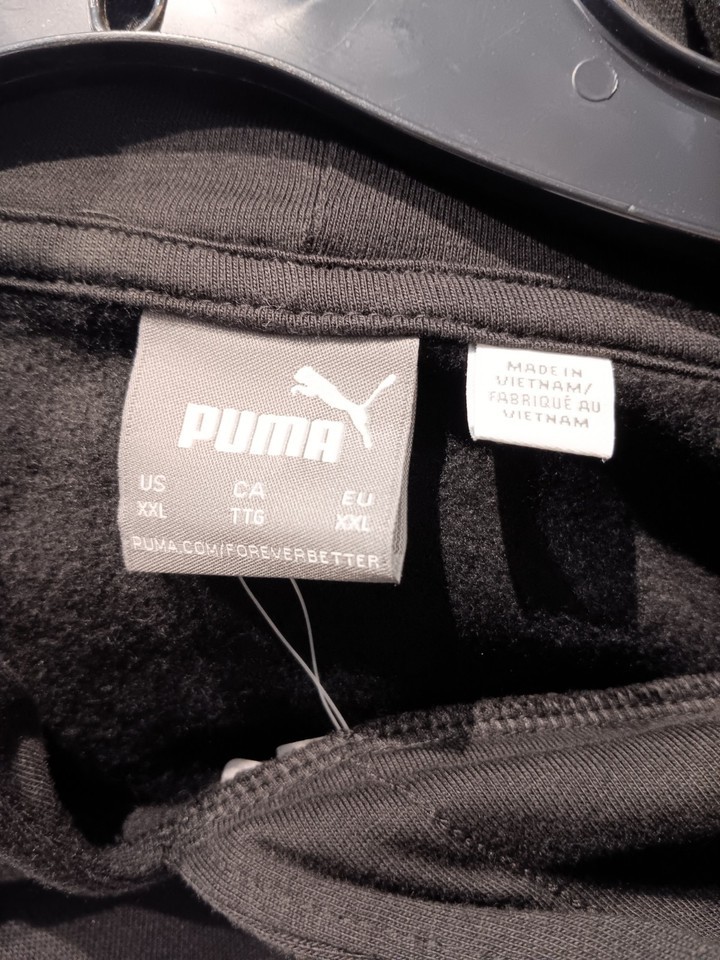 PUMA
US CA EU
XXL TTG XXL
PUMA.COM/FOREVERBETTER
MADE IN
VIETNAM/
FABRIQUÉ AU
VIETNAM